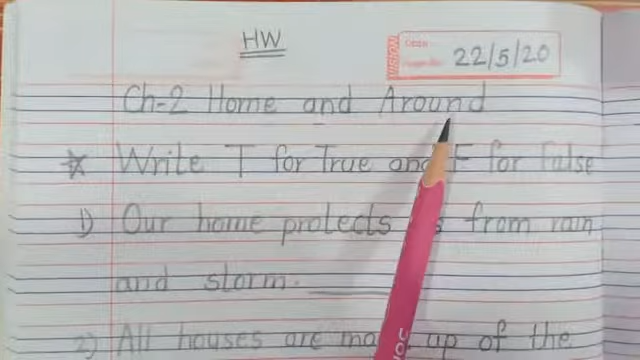 HW
22/5/20
Ch-2 Home and Around
Write T for True and F for False
1) Our home protects from rain
and storm.
2) All houses are up of the